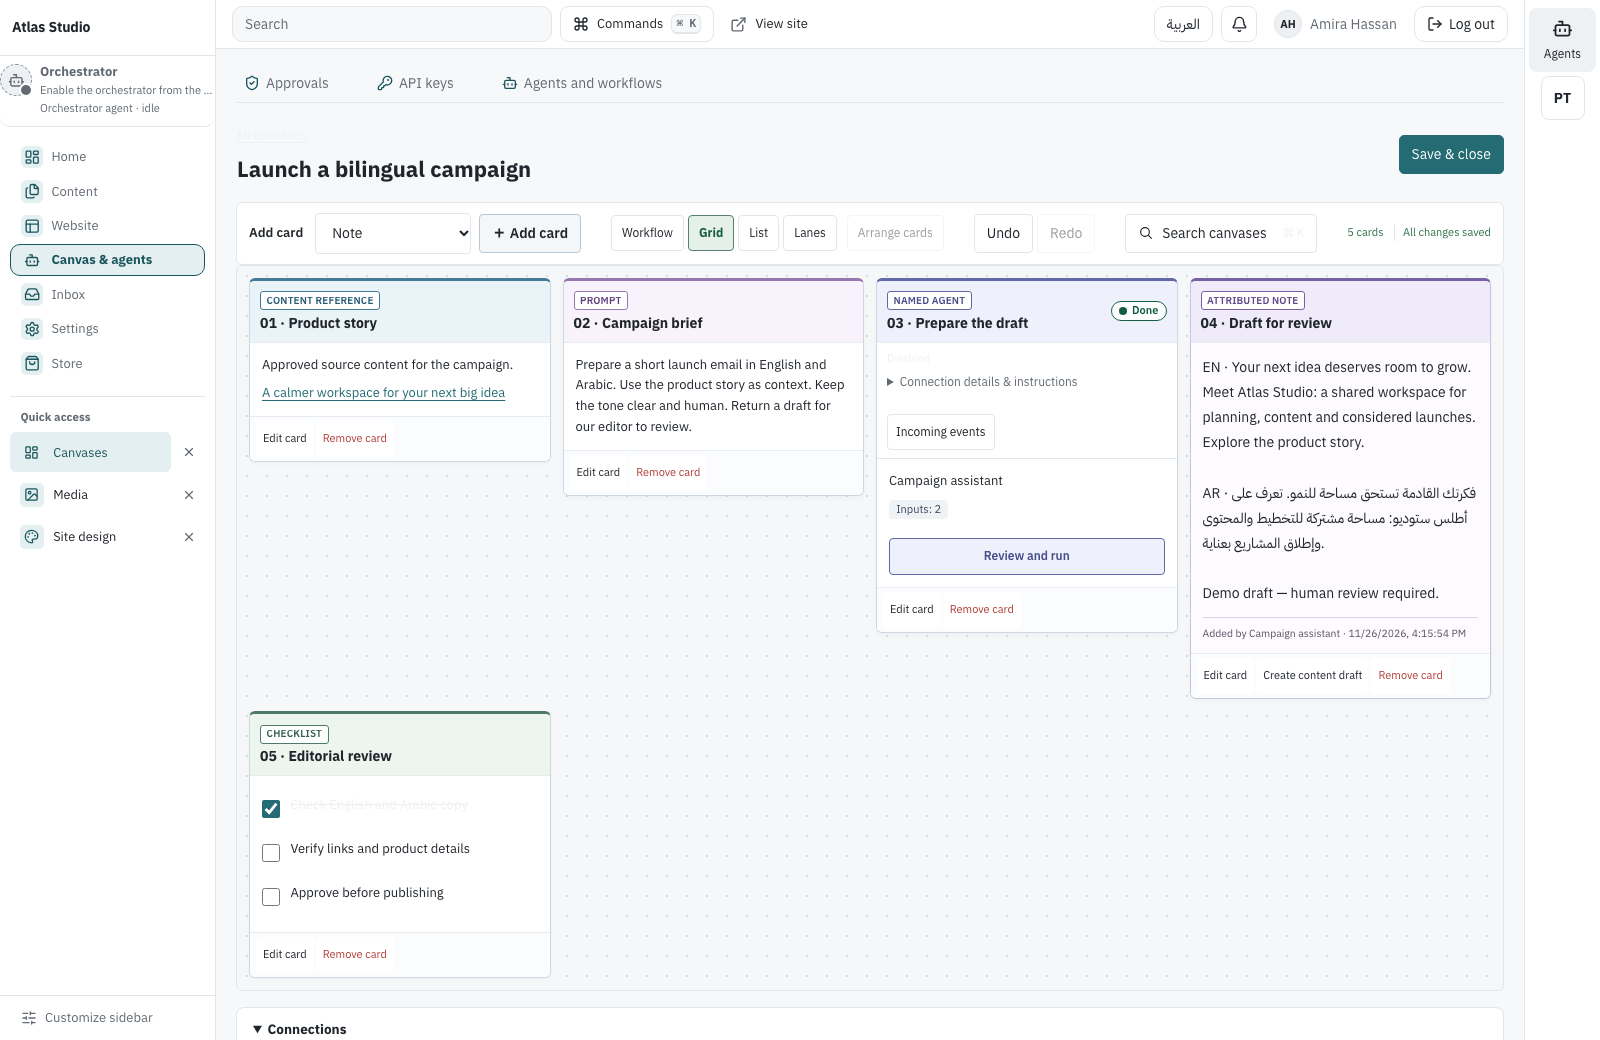 Atlas Studio
Orchestrator
Enable the orchestrator from the ...
Orchestrator agent · idle
Home
Content
Website
Canvas & agents
Inbox
Settings
Store
Quick access
Canvases
Media
Site design
Customize sidebar
Search
Commands ⌘ K
View site
العربية
AH Amira Hassan
Log out
Agents
PT
Approvals
API keys
Agents and workflows
All canvases
Launch a bilingual campaign
Save & close
Add card
Note
+ Add card
Workflow
Grid
List
Lanes
Arrange cards
Undo
Redo
Search canvases ⌘ K
5 cards
All changes saved
CONTENT REFERENCE
01 · Product story
Approved source content for the campaign.
A calmer workspace for your next big idea
Edit card
Remove card
PROMPT
02 · Campaign brief
Prepare a short launch email in English and
Arabic. Use the product story as context. Keep
the tone clear and human. Return a draft for
our editor to review.
Edit card
Remove card
NAMED AGENT
03 · Prepare the draft
Done
Disabled
Connection details & instructions
Incoming events
Campaign assistant
Inputs: 2
Review and run
Edit card
Remove card
ATTRIBUTED NOTE
04 · Draft for review
EN · Your next idea deserves room to grow.
Meet Atlas Studio: a shared workspace for
planning, content and considered launches.
Explore the product story.
AR · فكرتك القادمة تستحق مساحة للنمو. تعرف على
أطلس ستوديو: مساحة مشتركة للتخطيط والمحتوى
وإطلاق المشاريع بعناية.
Demo draft — human review required.
Added by Campaign assistant · 11/26/2026, 4:15:54 PM
Edit card
Create content draft
Remove card
CHECKLIST
05 · Editorial review
Check English and Arabic copy
Verify links and product details
Approve before publishing
Edit card
Remove card
Connections